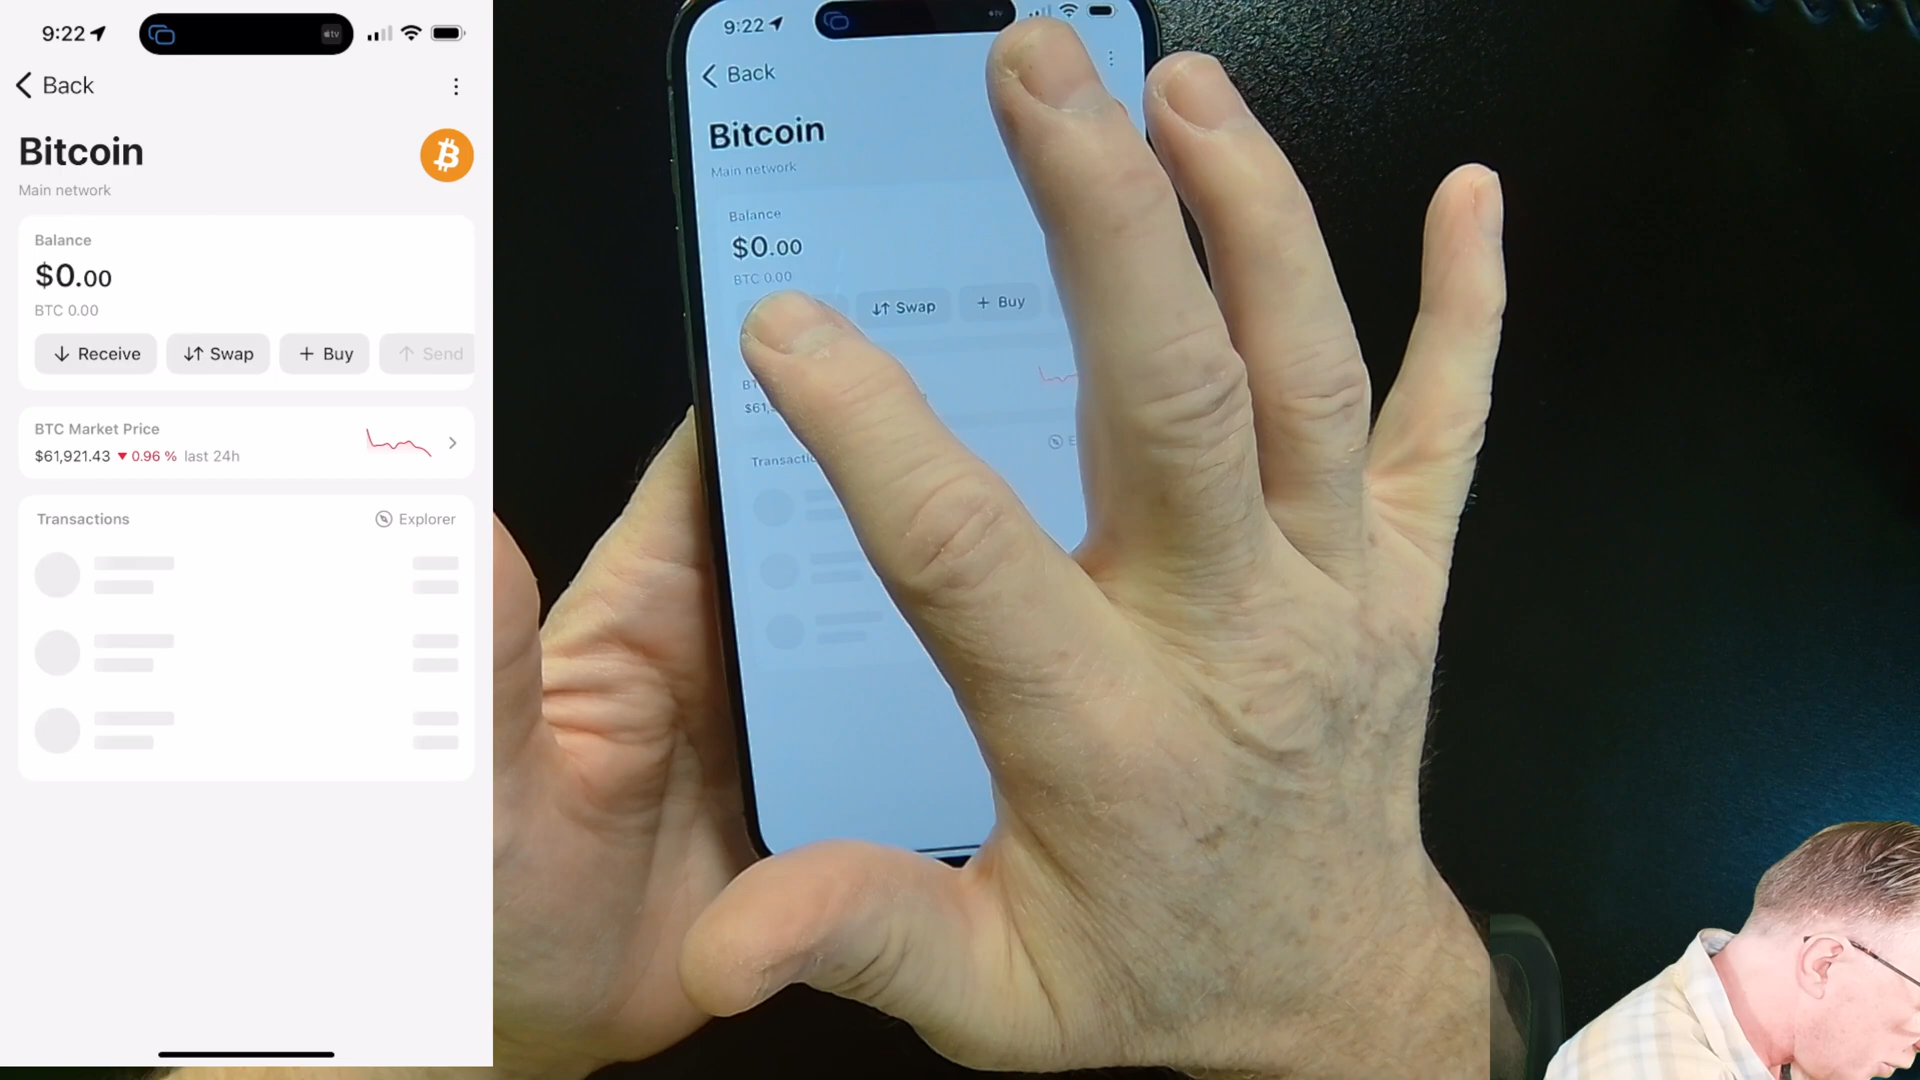 9:22
tv
Back
Bitcoin
Main network
Balance
$0.00
BTC 0.00
Receive
Swap
Buy
Send
BTC Market Price
$61,921.43 ▼ 0.96 % last 24h
Transactions
Explorer
9:22
Back
Bitcoin
Main network
Balance
$0.00
BTC 0.00
Swap
+ Buy
$61,